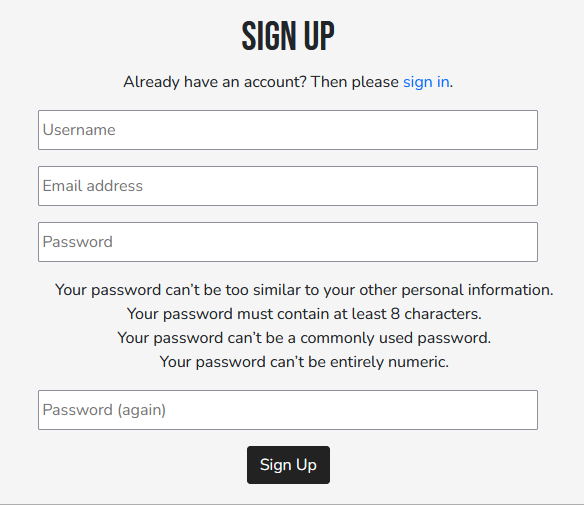 SIGN UP
Already have an account? Then please sign in.
Username
Email address
Password
Your password can’t be too similar to your other personal information.
Your password must contain at least 8 characters.
Your password can’t be a commonly used password.
Your password can’t be entirely numeric.
Password (again)
Sign Up